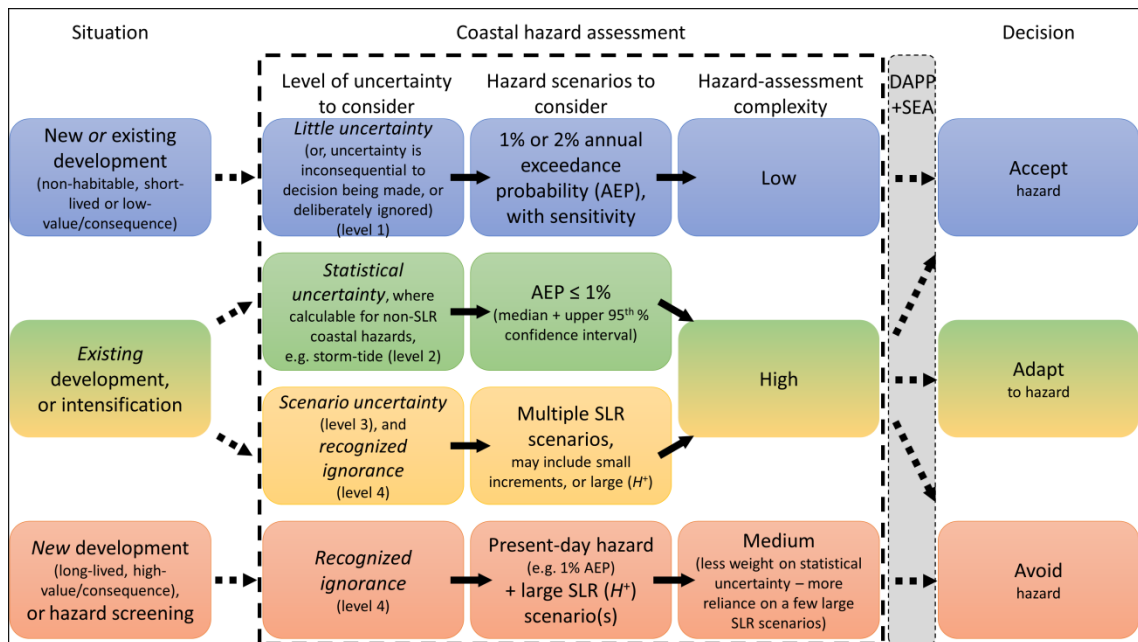 Situation
Coastal hazard assessment
Decision
Level of uncertainty
to consider
Hazard scenarios to
consider
Hazard-assessment
complexity
DAPP
+SEA
New or existing
development
(non-habitable, short-
lived or low-
value/consequence)
Little uncertainty
(or, uncertainty is
inconsequential to
decision being made, or
deliberately ignored)
(level 1)
1% or 2% annual
exceedance
probability (AEP),
with sensitivity
Low
Accept
hazard
Existing
development,
or intensification
Statistical
uncertainty, where
calculable for non-SLR
coastal hazards,
e.g. storm-tide (level 2)
AEP ≤ 1%
(median + upper 95th %
confidence interval)
Scenario uncertainty
(level 3), and
recognized
ignorance
(level 4)
Multiple SLR
scenarios,
may include small
increments, or large (H+)
High
Adapt
to hazard
New development
(long-lived, high-
value/consequence),
or hazard screening
Recognized
ignorance
(level 4)
Present-day hazard
(e.g. 1% AEP)
+ large SLR (H+)
scenario(s)
Medium
(less weight on statistical
uncertainty – more
reliance on a few large
SLR scenarios)
Avoid
hazard